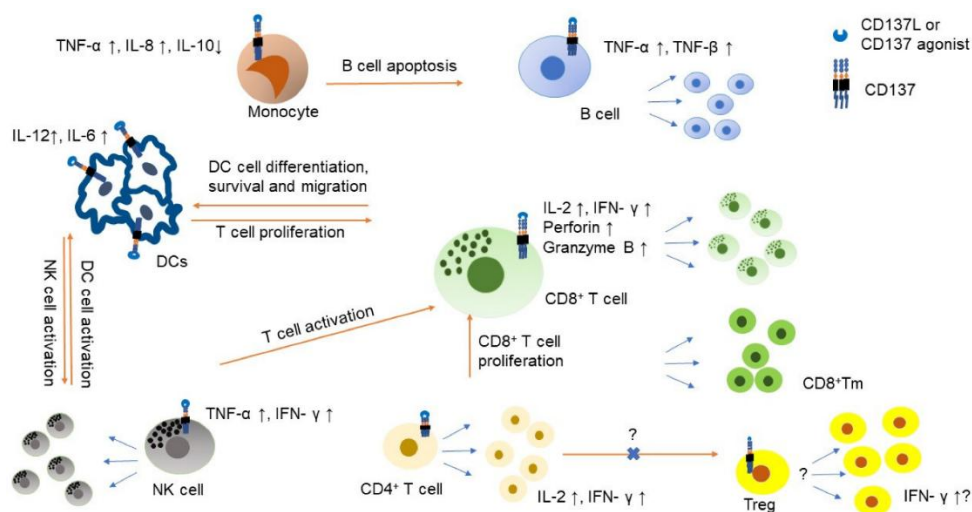 CD137L or
CD137 agonist
CD137
TNF-α ↑, IL-8 ↑, IL-10↓
Monocyte
B cell apoptosis
TNF-α ↑, TNF-β ↑
B cell
IL-12↑, IL-6 ↑
DCs
DC cell differentiation,
survival and migration
T cell proliferation
IL-2 ↑, IFN- γ ↑
Perforin ↑
Granzyme B ↑
CD8⁺ T cell
NK cell activation
DC cell activation
T cell activation
CD8⁺ T cell
proliferation
CD8⁺Tm
TNF-α ↑, IFN- γ ↑
NK cell
CD4⁺ T cell
IL-2 ↑, IFN- γ ↑
?
Treg
?
IFN- γ ↑?